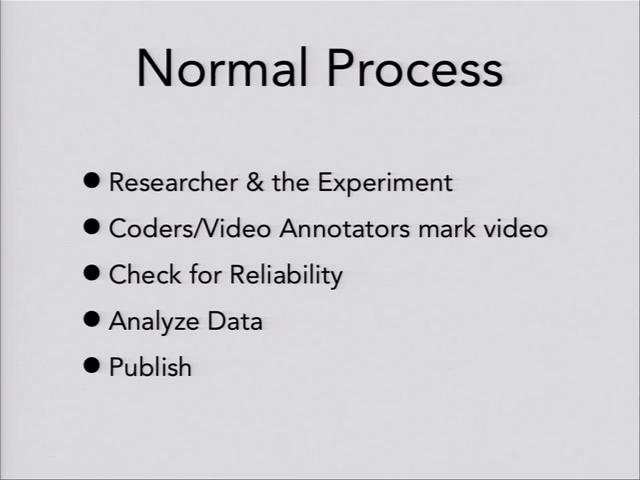 Normal Process
● Researcher & the Experiment
● Coders/Video Annotators mark video
● Check for Reliability
● Analyze Data
● Publish